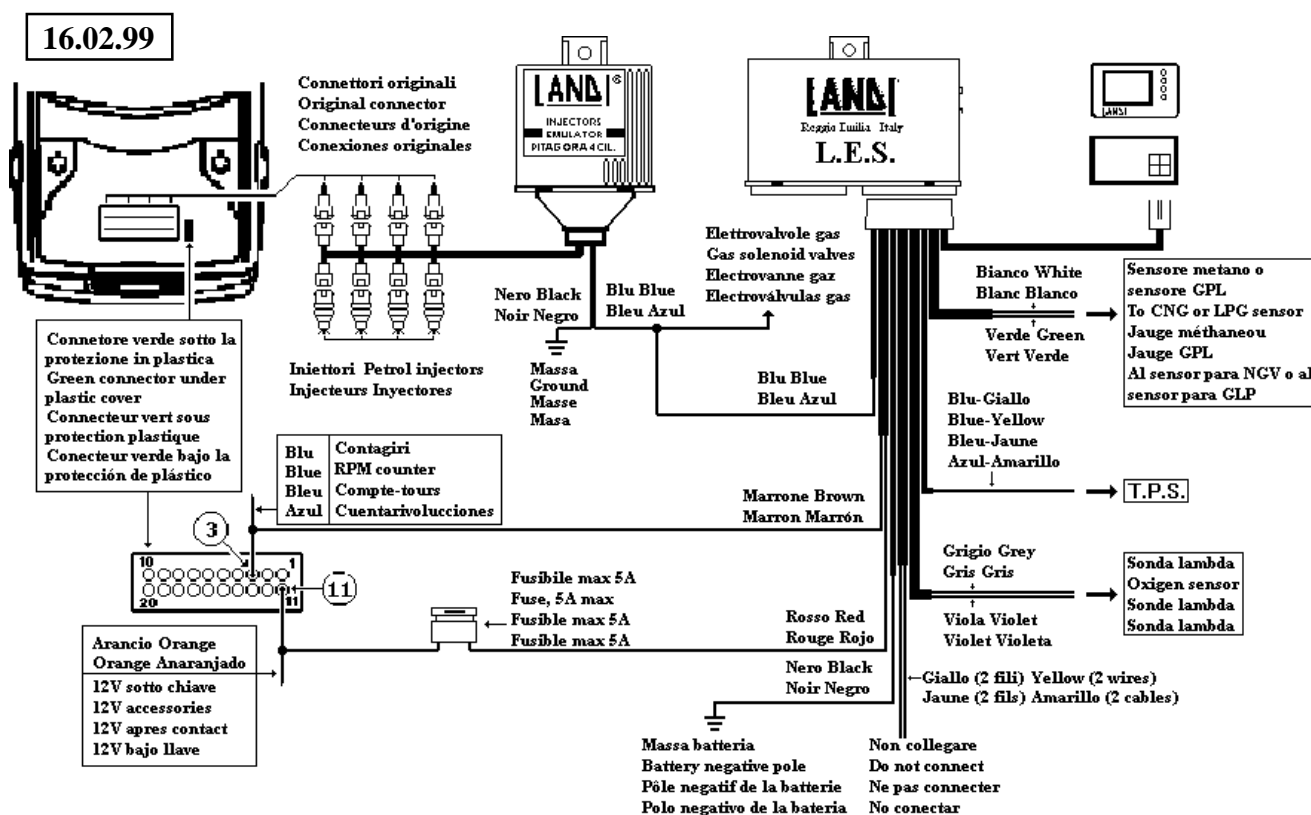 16.02.99
Connettori originali
Original connector
Connecteurs d'origine
Conexiones originales
LANDI®
INJECTORS
EMULATOR
PITAGORA 4 CIL.
LANDI
Reggio Emilia Italy
L.E.S.
LANDI
Elettrovalvole gas
Gas solenoid valves
Electrovanne gaz
Electroválvulas gas
Nero Black
Noir Negro
Blu Blue
Bleu Azul
Bianco White
Blanc Blanco
Verde Green
Vert Verde
Sensore metano o
sensore GPL
To CNG or LPG sensor
Jauge méthaneou
Jauge GPL
Al sensor para NGV o al
sensor para GLP
Connetore verde sotto la
protezione in plastica
Green connector under
plastic cover
Connecteur vert sous
protection plastique
Conecteur verde bajo la
protección de plástico
Iniettori Petrol injectors
Injecteurs Inyectores
Massa
Ground
Masse
Masa
Blu Blue
Bleu Azul
Blu-Giallo
Blue-Yellow
Bleu-Jaune
Azul-Amarillo
T.P.S.
Blu Contagiri
Blue RPM counter
Bleu Compte-tours
Azul Cuentarivolucciones
Marrone Brown
Marron Marrón
3
10 1
20 11
11
Fusibile max 5A
Fuse, 5A max
Fusible max 5A
Fusible max 5A
Grigio Grey
Gris Gris
Viola Violet
Violet Violeta
Sonda lambda
Oxigen sensor
Sonde lambda
Sonda lambda
Rosso Red
Rouge Rojo
Nero Black
Noir Negro
Giallo (2 fili) Yellow (2 wires)
Jaune (2 fils) Amarillo (2 cables)
Arancio Orange
Orange Anaranjado
12V sotto chiave
12V accessories
12V apres contact
12V bajo llave
Massa batteria
Battery negative pole
Pôle negatif de la batterie
Polo negativo de la bateria
Non collegare
Do not connect
Ne pas connecter
No conectar